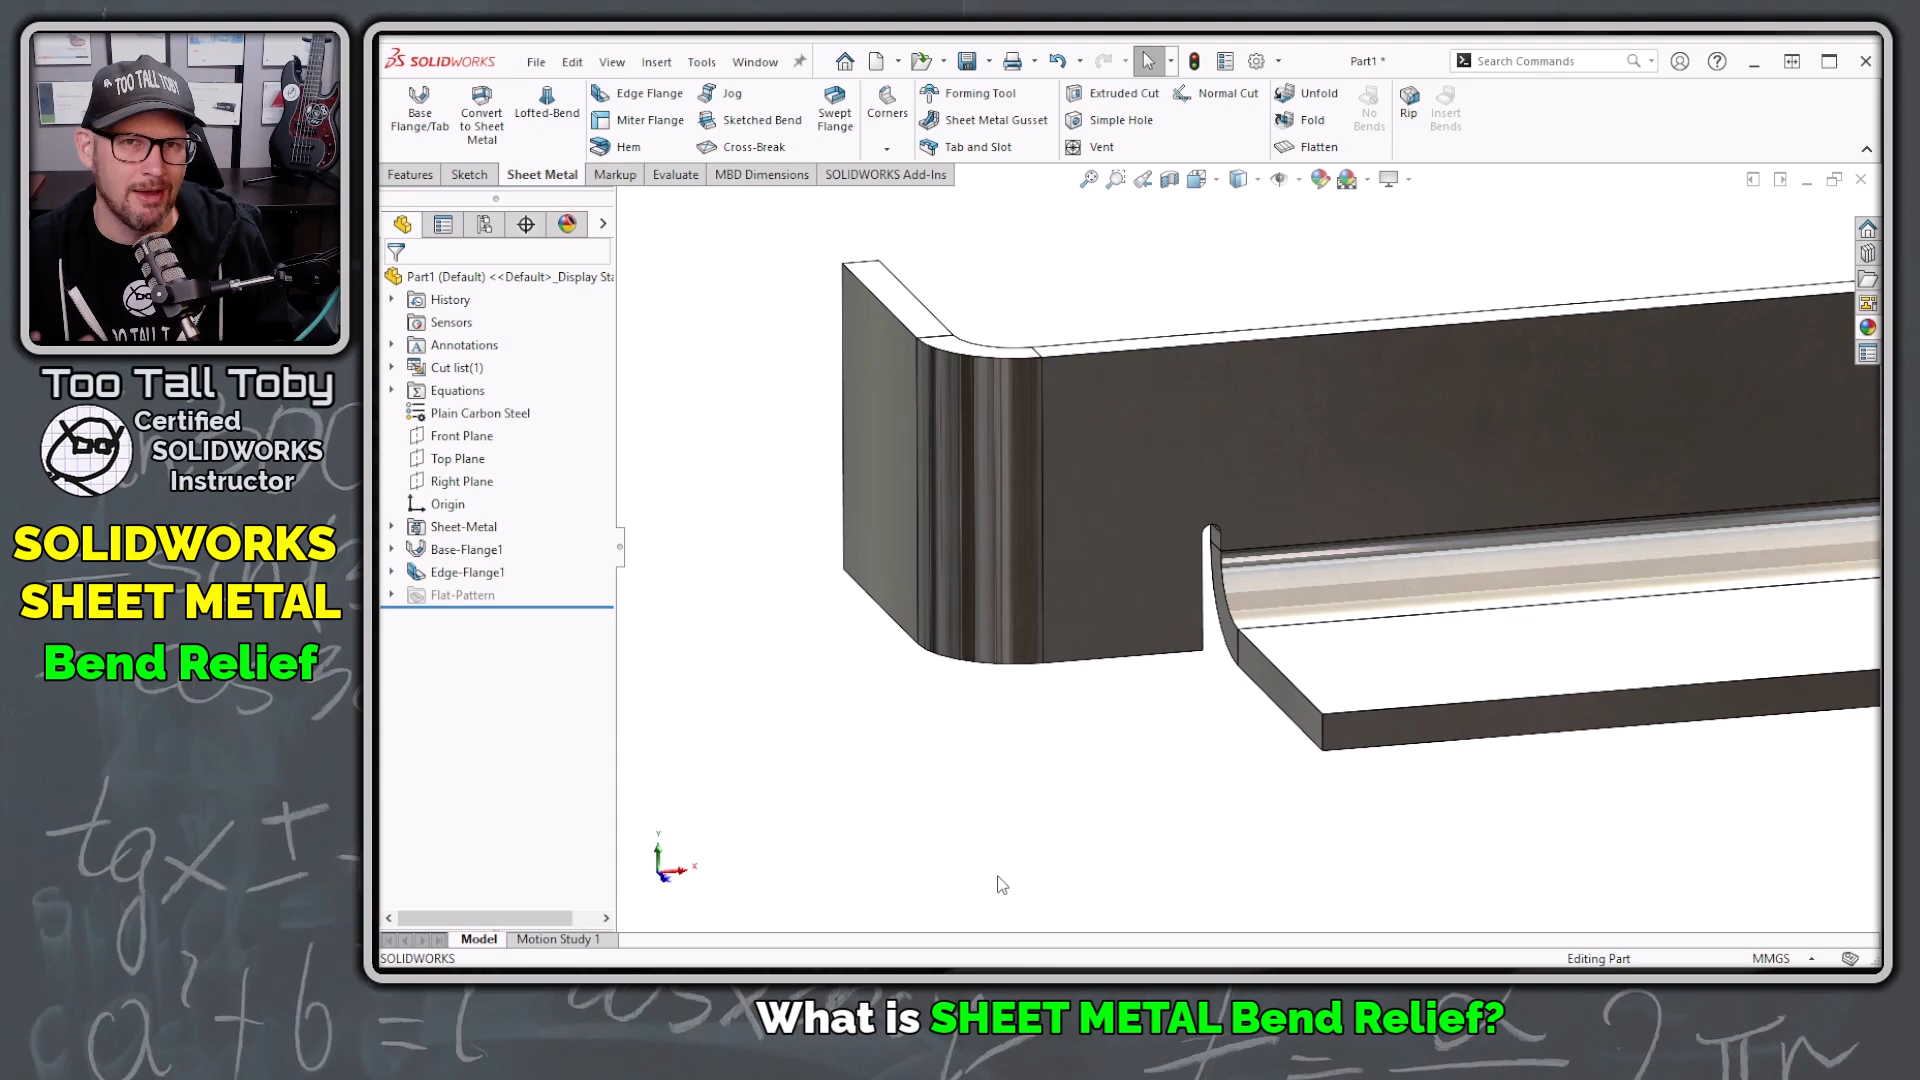 TOO TALL TOBY
Too Tall Toby
Certified
SOLIDWORKS
Instructor
SOLIDWORKS
SHEET METAL
Bend Relief
SOLIDWORKS
File Edit View Insert Tools Window
Part1 *
Search Commands
Base Flange/Tab
Convert to Sheet Metal
Lofted-Bend
Edge Flange
Miter Flange
Hem
Jog
Sketched Bend
Cross-Break
Swept Flange
Corners
Forming Tool
Sheet Metal Gusset
Tab and Slot
Extruded Cut
Normal Cut
Simple Hole
Vent
Unfold
Fold
Flatten
No Bends
Rip
Insert Bends
Features Sketch Sheet Metal Markup Evaluate MBD Dimensions SOLIDWORKS Add-Ins
Part1 (Default) <<Default>_Display Sta
History
Sensors
Annotations
Cut list(1)
Equations
Plain Carbon Steel
Front Plane
Top Plane
Right Plane
Origin
Sheet-Metal
Base-Flange1
Edge-Flange1
Flat-Pattern
Y
X
Model Motion Study 1
SOLIDWORKS
Editing Part
MMGS
What is SHEET METAL Bend Relief?